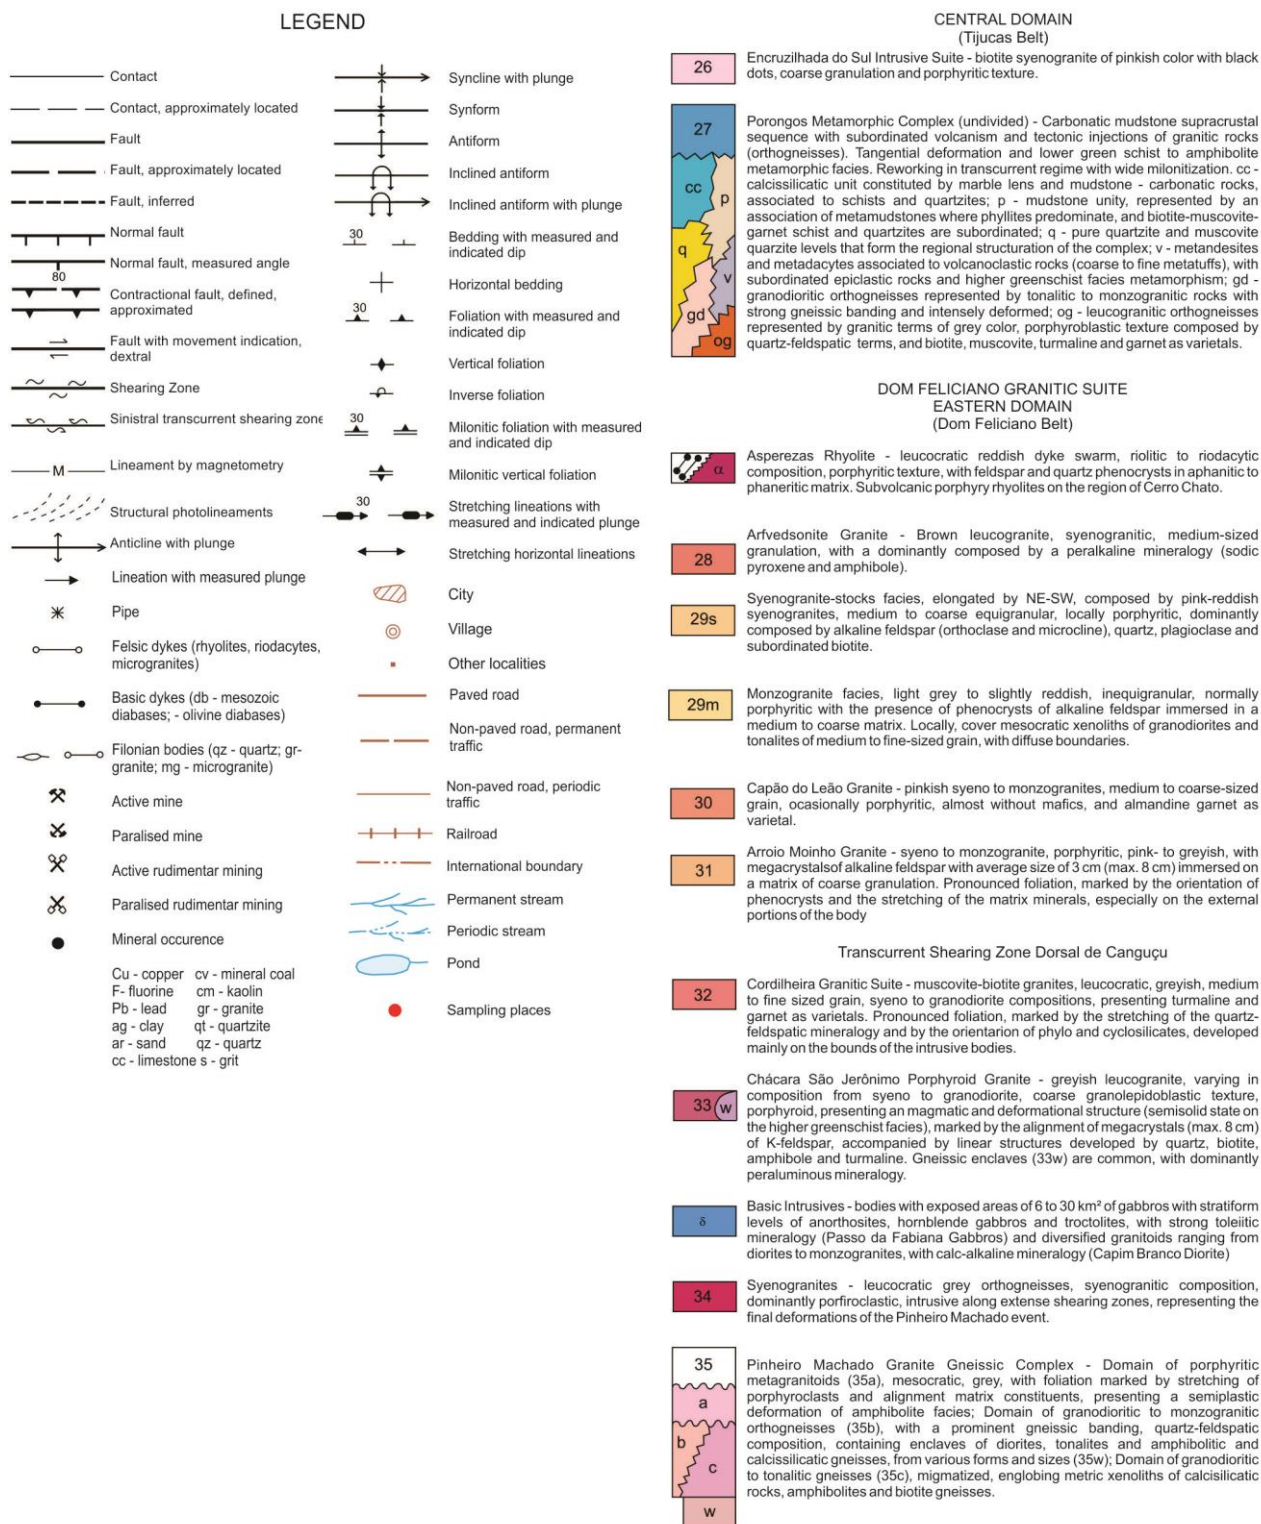 LEGEND
Contact
Contact, approximately located
Fault
Fault, approximately located
Fault, inferred
Normal fault
Normal fault, measured angle
80
Contractional fault, defined,
approximated
Fault with movement indication,
dextral
Shearing Zone
Sinistral transcurrent shearing zone
M
Lineament by magnetometry
Structural photolineaments
Anticline with plunge
Lineation with measured plunge
Pipe
Felsic dykes (rhyolites, riodacytes,
microgranites)
Basic dykes (db - mesozoic
diabases; - olivine diabases)
Filonian bodies (qz - quartz; gr-
granite; mg - microgranite)
Active mine
Paralised mine
Active rudimentar mining
Paralised rudimentar mining
Mineral occurence
Cu - copper cv - mineral coal
F- fluorine cm - kaolin
Pb - lead gr - granite
ag - clay qt - quartzite
ar - sand qz - quartz
cc - limestone s - grit
Syncline with plunge
Synform
Antiform
Inclined antiform
Inclined antiform with plunge
30
Bedding with measured and
indicated dip
Horizontal bedding
30
Foliation with measured and
indicated dip
Vertical foliation
Inverse foliation
30
Milonitic foliation with measured
and indicated dip
Milonitic vertical foliation
30
Stretching lineations with
measured and indicated plunge
Stretching horizontal lineations
City
Village
Other localities
Paved road
Non-paved road, permanent
traffic
Non-paved road, periodic
traffic
Railroad
International boundary
Permanent stream
Periodic stream
Pond
Sampling places
CENTRAL DOMAIN
(Tijucas Belt)
26
Encruzilhada do Sul Intrusive Suite - biotite syenogranite of pinkish color with black
dots, coarse granulation and porphyritic texture.
27
cc
p
q
v
gd
og
Porongos Metamorphic Complex (undivided) - Carbonatic mudstone supracrustal
sequence with subordinated volcanism and tectonic injections of granitic rocks
(orthogneisses). Tangential deformation and lower green schist to amphibolite
metamorphic facies. Reworking in transcurrent regime with wide milonitization. cc -
calcissilicatic unit constituted by marble lens and mudstone - carbonatic rocks,
associated to schists and quartzites; p - mudstone unity, represented by an
association of metamudstones where phyllites predominate, and biotite-muscovite-
garnet schist and quartzites are subordinated; q - pure quartzite and muscovite
quarzite levels that form the regional structuration of the complex; v - metandesites
and metadacytes associated to volcanoclastic rocks (coarse to fine metatuffs), with
subordinated epiclastic rocks and higher greenschist facies metamorphism; gd -
granodioritic orthogneisses represented by tonalitic to monzogranitic rocks with
strong gneissic banding and intensely deformed; og - leucogranitic orthogneisses
represented by granitic terms of grey color, porphyroblastic texture composed by
quartz-feldspatic terms, and biotite, muscovite, turmaline and garnet as varietals.
DOM FELICIANO GRANITIC SUITE
EASTERN DOMAIN
(Dom Feliciano Belt)
α
Asperezas Rhyolite - leucocratic reddish dyke swarm, riolitic to riodacytic
composition, porphyritic texture, with feldspar and quartz phenocrysts in aphanitic to
phaneritic matrix. Subvolcanic porphyry rhyolites on the region of Cerro Chato.
28
Arfvedsonite Granite - Brown leucogranite, syenogranitic, medium-sized
granulation, with a dominantly composed by a peralkaline mineralogy (sodic
pyroxene and amphibole).
29s
Syenogranite-stocks facies, elongated by NE-SW, composed by pink-reddish
syenogranites, medium to coarse equigranular, locally porphyritic, dominantly
composed by alkaline feldspar (orthoclase and microcline), quartz, plagioclase and
subordinated biotite.
29m
Monzogranite facies, light grey to slightly reddish, inequigranular, normally
porphyritic with the presence of phenocrysts of alkaline feldspar immersed in a
medium to coarse matrix. Locally, cover mesocratic xenoliths of granodiorites and
tonalites of medium to fine-sized grain, with diffuse boundaries.
30
Capão do Leão Granite - pinkish syeno to monzogranites, medium to coarse-sized
grain, ocasionally porphyritic, almost without mafics, and almandine garnet as
varietal.
31
Arroio Moinho Granite - syeno to monzogranite, porphyritic, pink- to greyish, with
megacrystalsof alkaline feldspar with average size of 3 cm (max. 8 cm) immersed on
a matrix of coarse granulation. Pronounced foliation, marked by the orientation of
phenocrysts and the stretching of the matrix minerals, especially on the external
portions of the body
Transcurrent Shearing Zone Dorsal de Canguçu
32
Cordilheira Granitic Suite - muscovite-biotite granites, leucocratic, greyish, medium
to fine sized grain, syeno to granodiorite compositions, presenting turmaline and
garnet as varietals. Pronounced foliation, marked by the stretching of the quartz-
feldspatic mineralogy and by the orientarion of phylo and cyclosilicates, developed
mainly on the bounds of the intrusive bodies.
33 w
Chácara São Jerônimo Porphyroid Granite - greyish leucogranite, varying in
composition from syeno to granodiorite, coarse granolepidoblastic texture,
porphyroid, presenting an magmatic and deformational structure (semisolid state on
the higher greenschist facies), marked by the alignment of megacrystals (max. 8 cm)
of K-feldspar, accompanied by linear structures developed by quartz, biotite,
amphibole and turmaline. Gneissic enclaves (33w) are common, with dominantly
peraluminous mineralogy.
δ
Basic Intrusives - bodies with exposed areas of 6 to 30 km² of gabbros with stratiform
levels of anorthosites, hornblende gabbros and troctolites, with strong toleiitic
mineralogy (Passo da Fabiana Gabbros) and diversified granitoids ranging from
diorites to monzogranites, with calc-alkaline mineralogy (Capim Branco Diorite)
34
Syenogranites - leucocratic grey orthogneisses, syenogranitic composition,
dominantly porfiroclastic, intrusive along extense shearing zones, representing the
final deformations of the Pinheiro Machado event.
35
a
b
c
w
Pinheiro Machado Granite Gneissic Complex - Domain of porphyritic
metagranitoids (35a), mesocratic, grey, with foliation marked by stretching of
porphyroclasts and alignment matrix constituents, presenting a semiplastic
deformation of amphibolite facies; Domain of granodioritic to monzogranitic
orthogneisses (35b), with a prominent gneissic banding, quartz-feldspatic
composition, containing enclaves of diorites, tonalites and amphibolitic and
calcissilicatic gneisses, from various forms and sizes (35w); Domain of granodioritic
to tonalitic gneisses (35c), migmatized, englobing metric xenoliths of calcisilicatic
rocks, amphibolites and biotite gneisses.